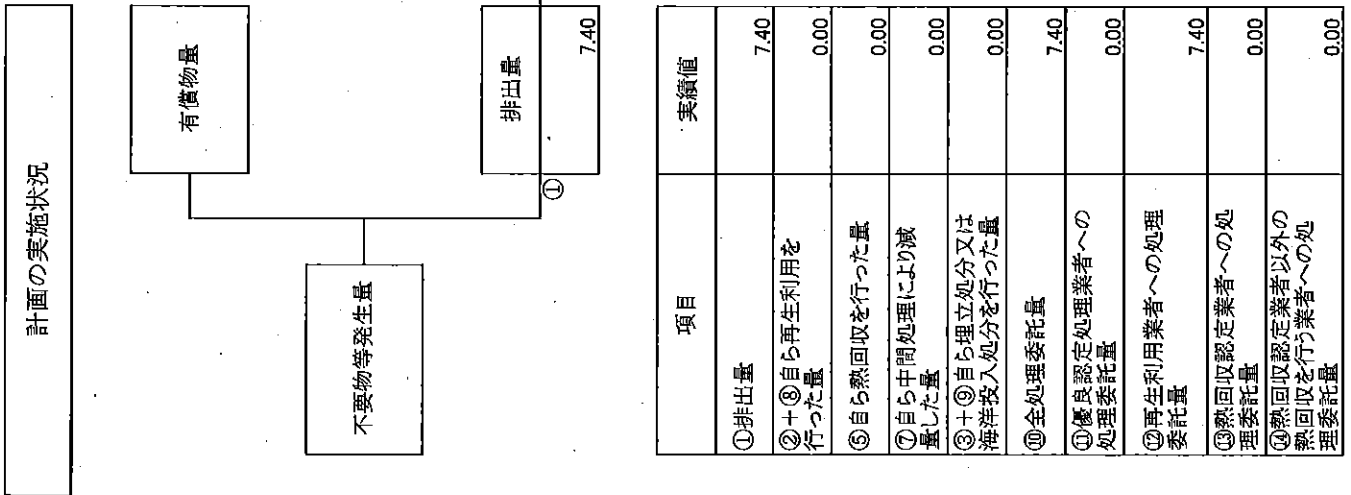 計画の実施状況
有償物量
不要物等発生量
①
排出量
7.40
項目 実績値
①排出量 7.40
②+⑧自ら再生利用を
行った量 0.00
⑤自ら熱回収を行った量 0.00
⑦自ら中間処理により減
量した量 0.00
③+⑨自ら埋立処分又は
海洋投入処分を行った量 0.00
⑩全処理委託量 7.40
⑪優良認定処理業者への
処理委託量 0.00
⑫再生利用業者への処理
委託量 7.40
⑬熱回収認定業者への処
理委託量 0.00
⑭熱回収認定業者以外の
熱回収を行う業者への処
理委託量 0.00